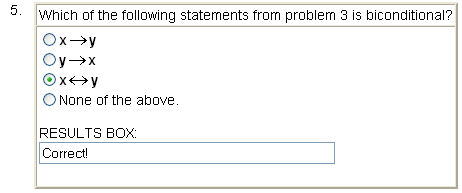 5.
Which of the following statements from problem 3 is biconditional?
x→y
y→x
x↔y
None of the above.
RESULTS BOX:
Correct!